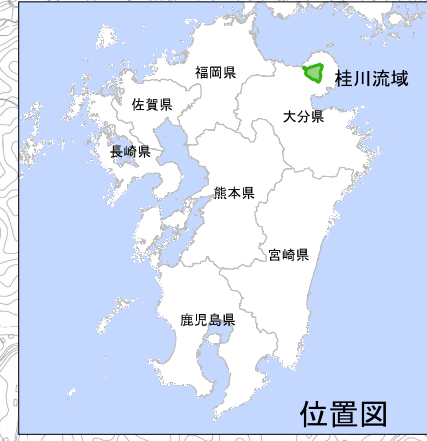 福岡県
桂川流域
佐賀県
大分県
長崎県
熊本県
宮崎県
鹿児島県
位置図